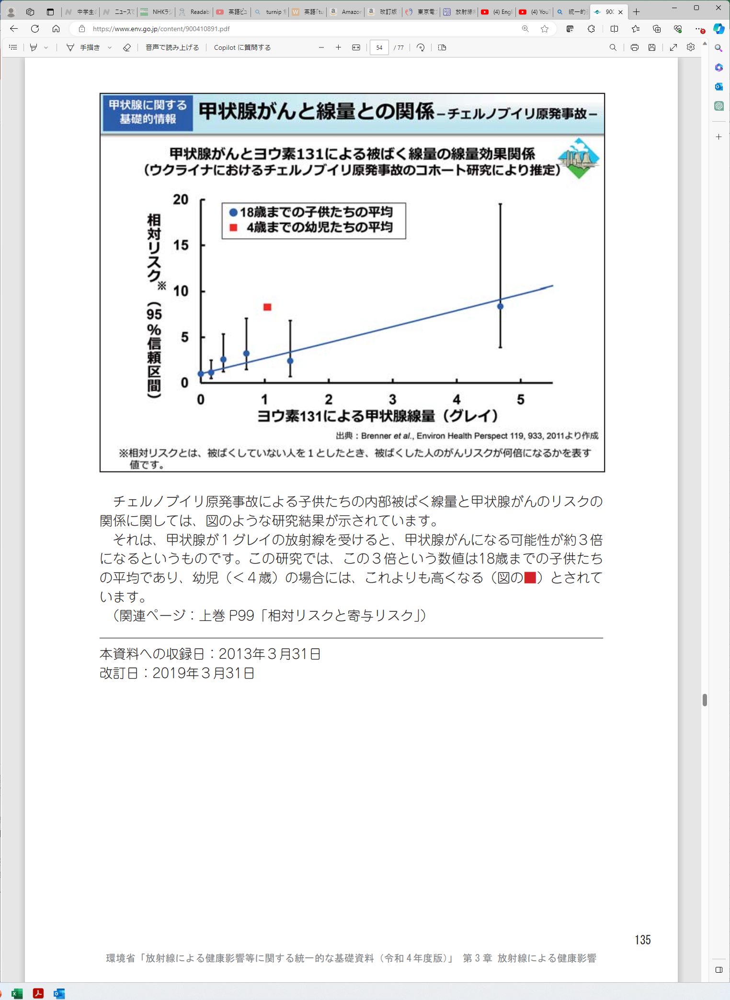 中学生の
ニュースで
NHKラジ
Readab
英語ピュ
turnip 意
英語「tu
Amazon
改訂版
東京電力
放射線
(4) Engl
(4) YouT
統一的
900
https://www.env.go.jp/content/900410891.pdf
手描き
音声で読み上げる
Copilot に質問する
54 / 77
甲状腺に関する
基礎的情報
甲状腺がんと線量との関係－チェルノブイリ原発事故－
甲状腺がんとヨウ素131による被ばく線量の線量効果関係
（ウクライナにおけるチェルノブイリ原発事故のコホート研究により推定）
18歳までの子供たちの平均
4歳までの幼児たちの平均
相対リスク※（95％信頼区間）
20
15
10
5
0
0 1 2 3 4 5
ヨウ素131による甲状腺線量（グレイ）
出典：Brenner et al., Environ Health Perspect 119, 933, 2011より作成
※相対リスクとは、被ばくしていない人を１としたとき、被ばくした人のがんリスクが何倍になるかを表す
値です。
チェルノブイリ原発事故による子供たちの内部被ばく線量と甲状腺がんのリスクの
関係に関しては、図のような研究結果が示されています。
それは、甲状腺が１グレイの放射線を受けると、甲状腺がんになる可能性が約３倍
になるというものです。この研究では、この３倍という数値は18歳までの子供たち
の平均であり、幼児（＜４歳）の場合には、これよりも高くなる（図の■）とされて
います。
（関連ページ：上巻 P99「相対リスクと寄与リスク」）
本資料への収録日：2013年３月31日
改訂日：2019年３月31日
135
環境省「放射線による健康影響等に関する統一的な基礎資料（令和４年度版）」 第３章 放射線による健康影響